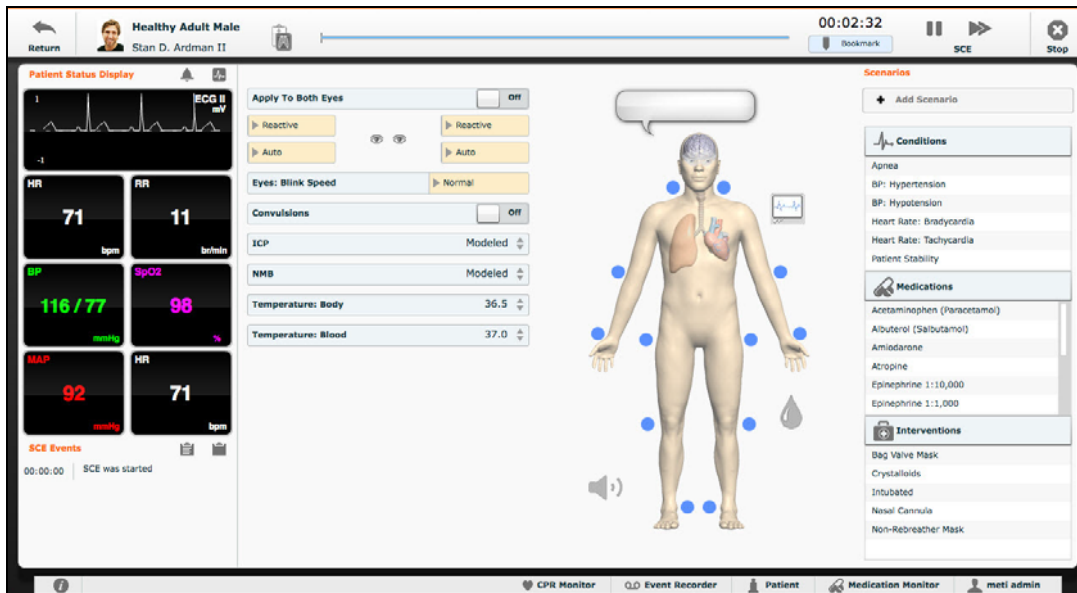 Return
Healthy Adult Male
Stan D. Ardman II
00:02:32
Bookmark
SCE
Stop
Patient Status Display
1
ECG II
mV
-1
HR
71
bpm
RR
11
br/min
BP
116 / 77
mmHg
SpO2
98
%
MAP
92
mmHg
HR
71
bpm
SCE Events
00:00:00 SCE was started
Apply To Both Eyes Off
Reactive Reactive
Auto Auto
Eyes: Blink Speed Normal
Convulsions Off
ICP Modeled
NMB Modeled
Temperature: Body 36.5
Temperature: Blood 37.0
Scenarios
Add Scenario
Conditions
Apnea
BP: Hypertension
BP: Hypotension
Heart Rate: Bradycardia
Heart Rate: Tachycardia
Patient Stability
Medications
Acetaminophen (Paracetamol)
Albuterol (Salbutamol)
Amiodarone
Atropine
Epinephrine 1:10,000
Epinephrine 1:1,000
Interventions
Bag Valve Mask
Crystalloids
Intubated
Nasal Cannula
Non-Rebreather Mask
CPR Monitor Event Recorder Patient Medication Monitor meti admin